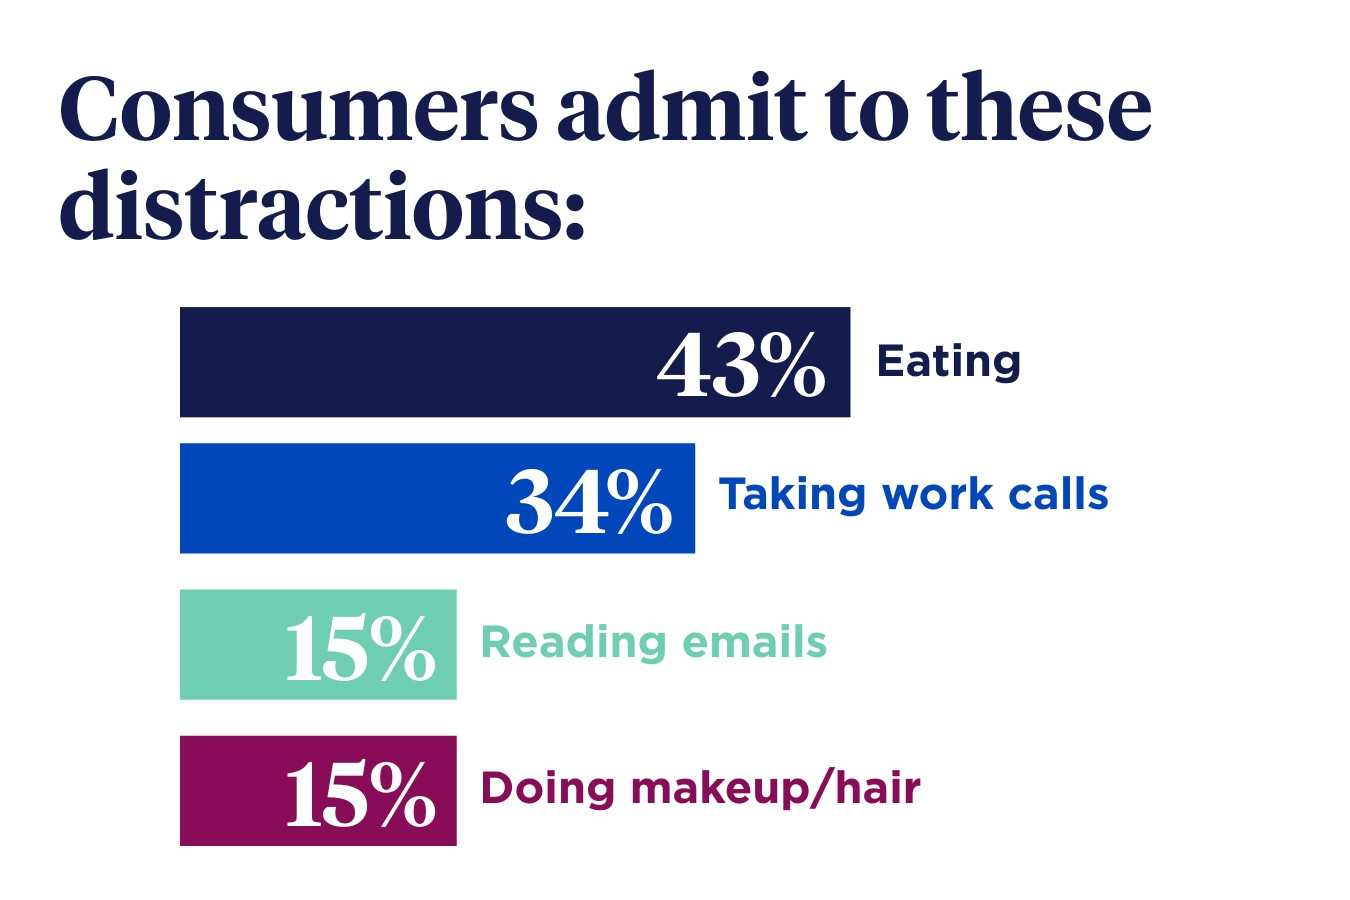 Consumers admit to these
distractions:
43% Eating
34% Taking work calls
15% Reading emails
15% Doing makeup/hair